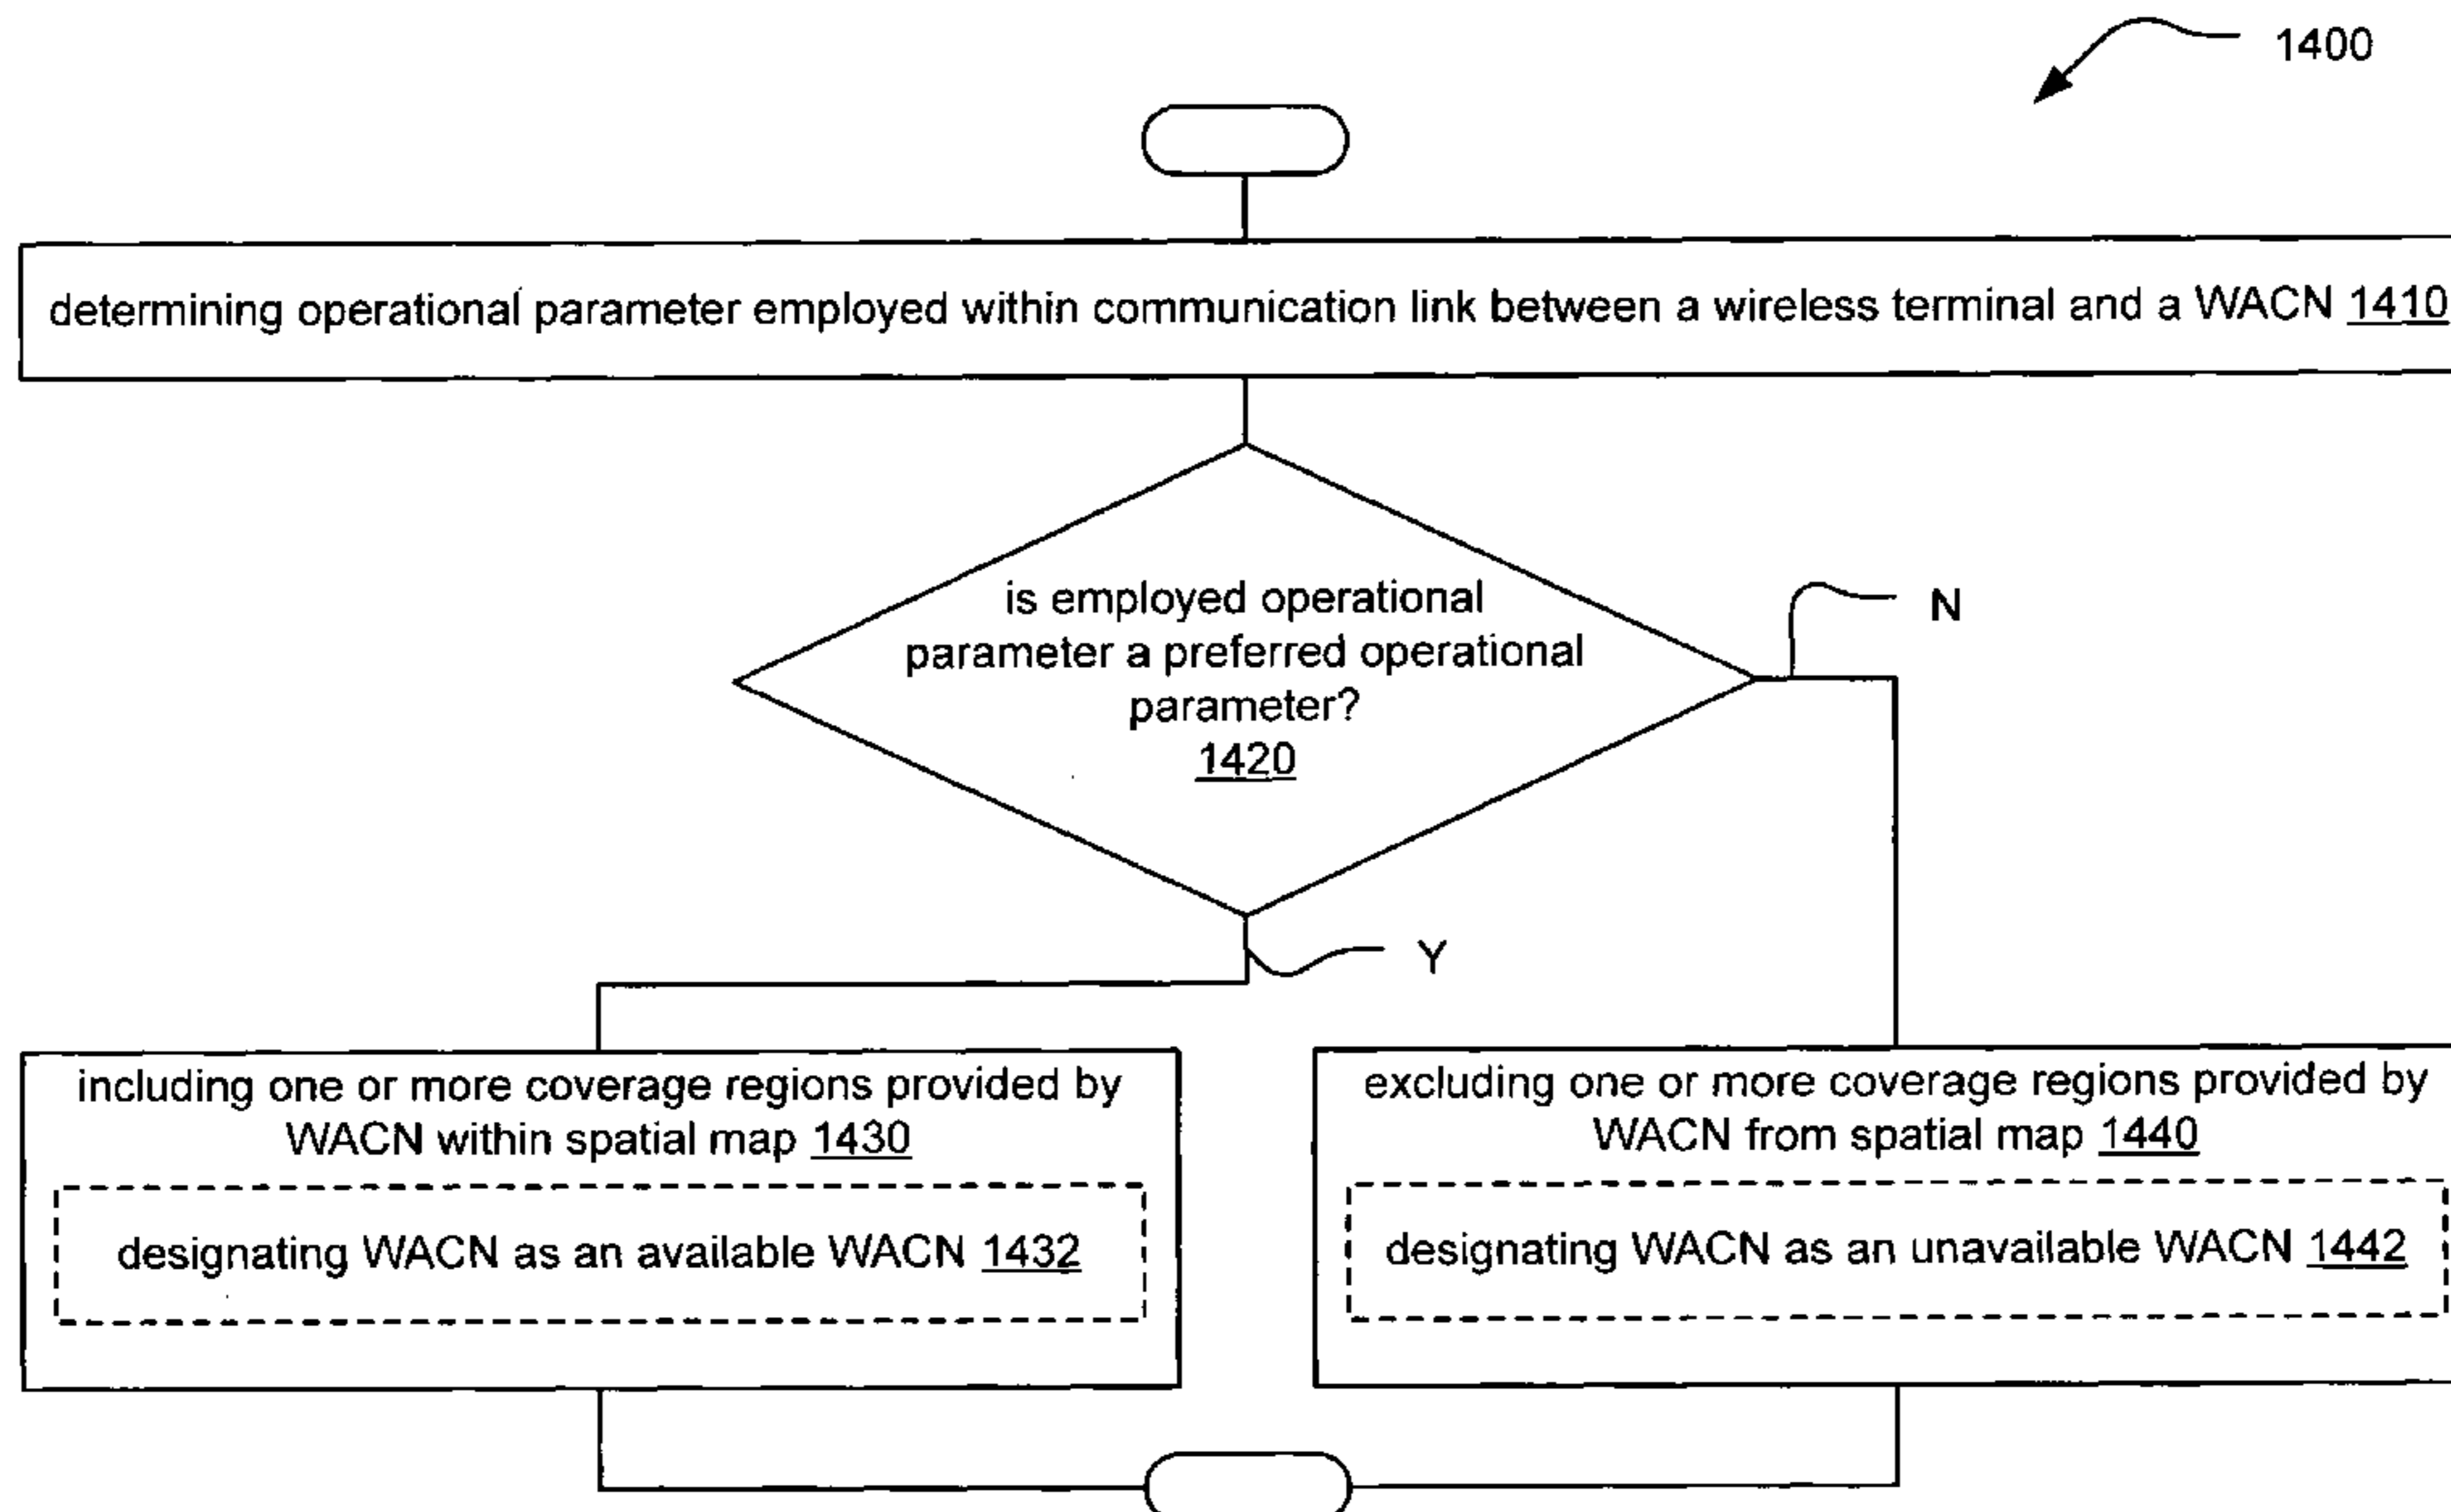 1400
determining operational parameter employed within communication link between a wireless terminal and a WACN 1410
is employed operational
parameter a preferred operational
parameter?
1420
N
Y
including one or more coverage regions provided by
WACN within spatial map 1430
designating WACN as an available WACN 1432
excluding one or more coverage regions provided by
WACN from spatial map 1440
designating WACN as an unavailable WACN 1442